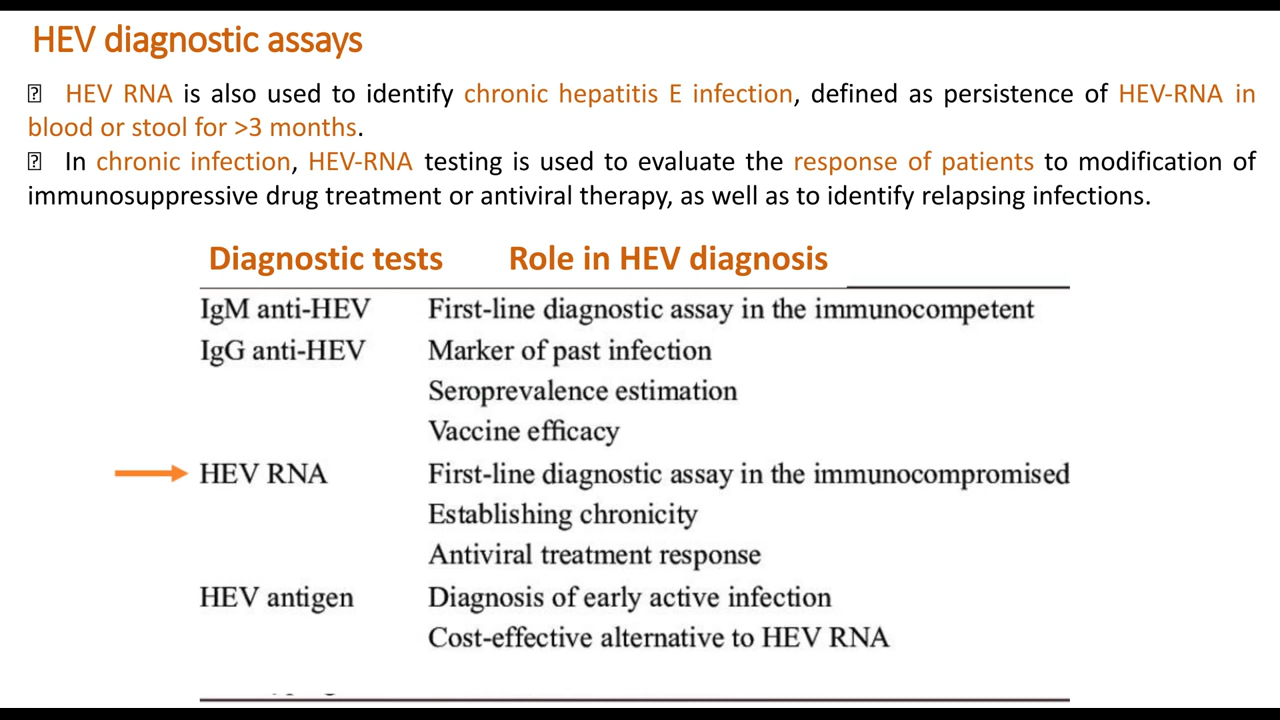 HEV diagnostic assays
HEV RNA is also used to identify chronic hepatitis E infection, defined as persistence of HEV-RNA in
blood or stool for >3 months.
In chronic infection, HEV-RNA testing is used to evaluate the response of patients to modification of
immunosuppressive drug treatment or antiviral therapy, as well as to identify relapsing infections.
Diagnostic tests Role in HEV diagnosis
IgM anti-HEV First-line diagnostic assay in the immunocompetent
IgG anti-HEV Marker of past infection
Seroprevalence estimation
Vaccine efficacy
HEV RNA First-line diagnostic assay in the immunocompromised
Establishing chronicity
Antiviral treatment response
HEV antigen Diagnosis of early active infection
Cost-effective alternative to HEV RNA